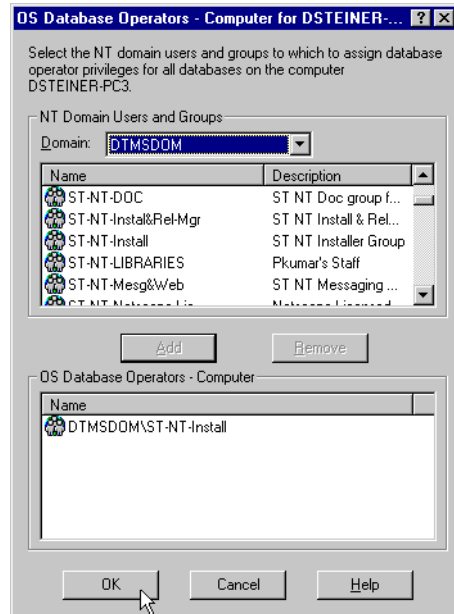 OS Database Operators - Computer for DSTEINER-...
Select the NT domain users and groups to which to assign database
operator privileges for all databases on the computer
DSTEINER-PC3.
NT Domain Users and Groups
Domain: DTMSDOM
Name Description
ST-NT-DOC ST NT Doc group f...
ST-NT-Instal&Rel-Mgr ST NT Install & Rel...
ST-NT-Install ST NT Installer Group
ST-NT-LIBRARIES Pkumar's Staff
ST-NT-Mesg&Web ST NT Messaging ...
Add Remove
OS Database Operators - Computer
Name
DTMSDOM\ST-NT-Install
OK Cancel Help